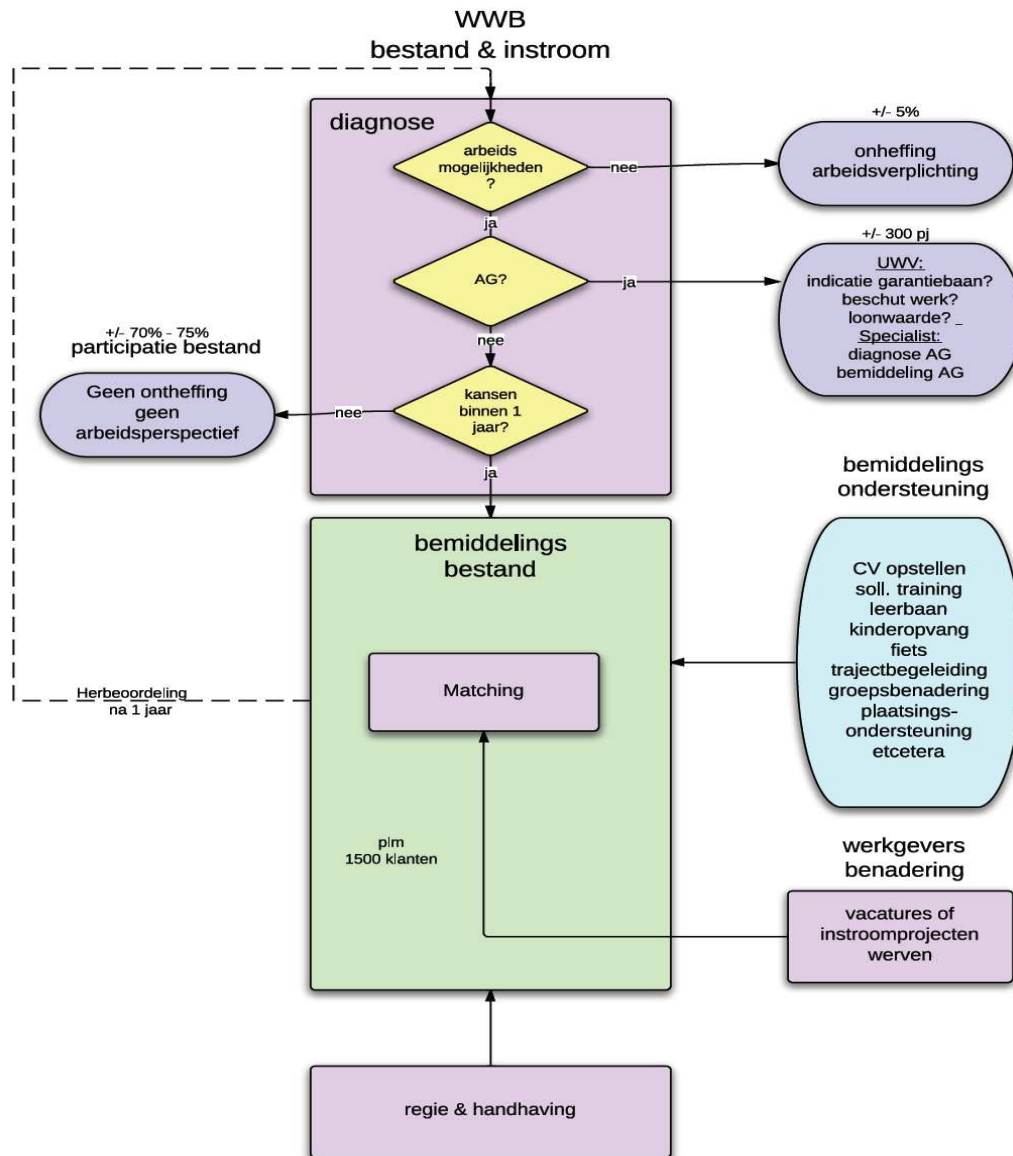 WWB
bestand & instroom
diagnose
arbeids
mogelijkheden
?
nee
+/- 5%
onheffing
arbeidsverplichting
ja
AG?
ja
+/- 300 pj
UWV:
indicatie garantiebaan?
beschut werk?
loonwaarde?
Specialist:
diagnose AG
bemiddeling AG
nee
kansen
binnen 1
jaar?
nee
+/- 70% - 75%
participatie bestand
Geen ontheffing
geen
arbeidsperspectief
ja
bemiddelings
bestand
Matching
plm
1500 klanten
Herbeoordeling
na 1 jaar
bemiddelings
ondersteuning
CV opstellen
soll. training
leerbaan
kinderopvang
fiets
trajectbegeleiding
groepsbenadering
plaatsings-
ondersteuning
etcetera
werkgevers
benadering
vacatures of
instroomprojecten
werven
regie & handhaving